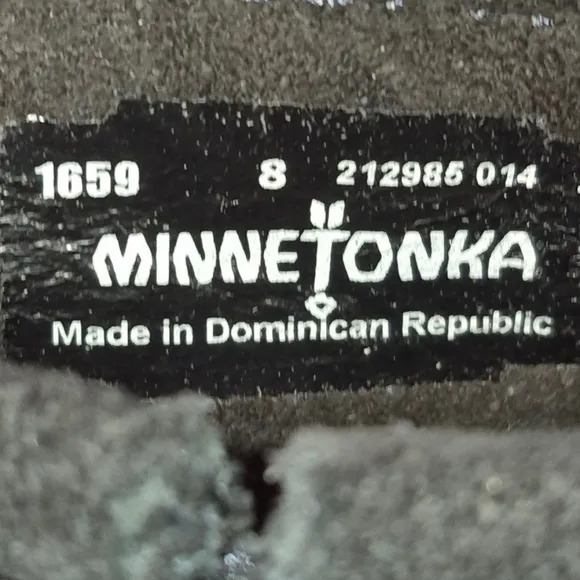 1659 8 212985 014
MINNETONKA
Made in Dominican Republic